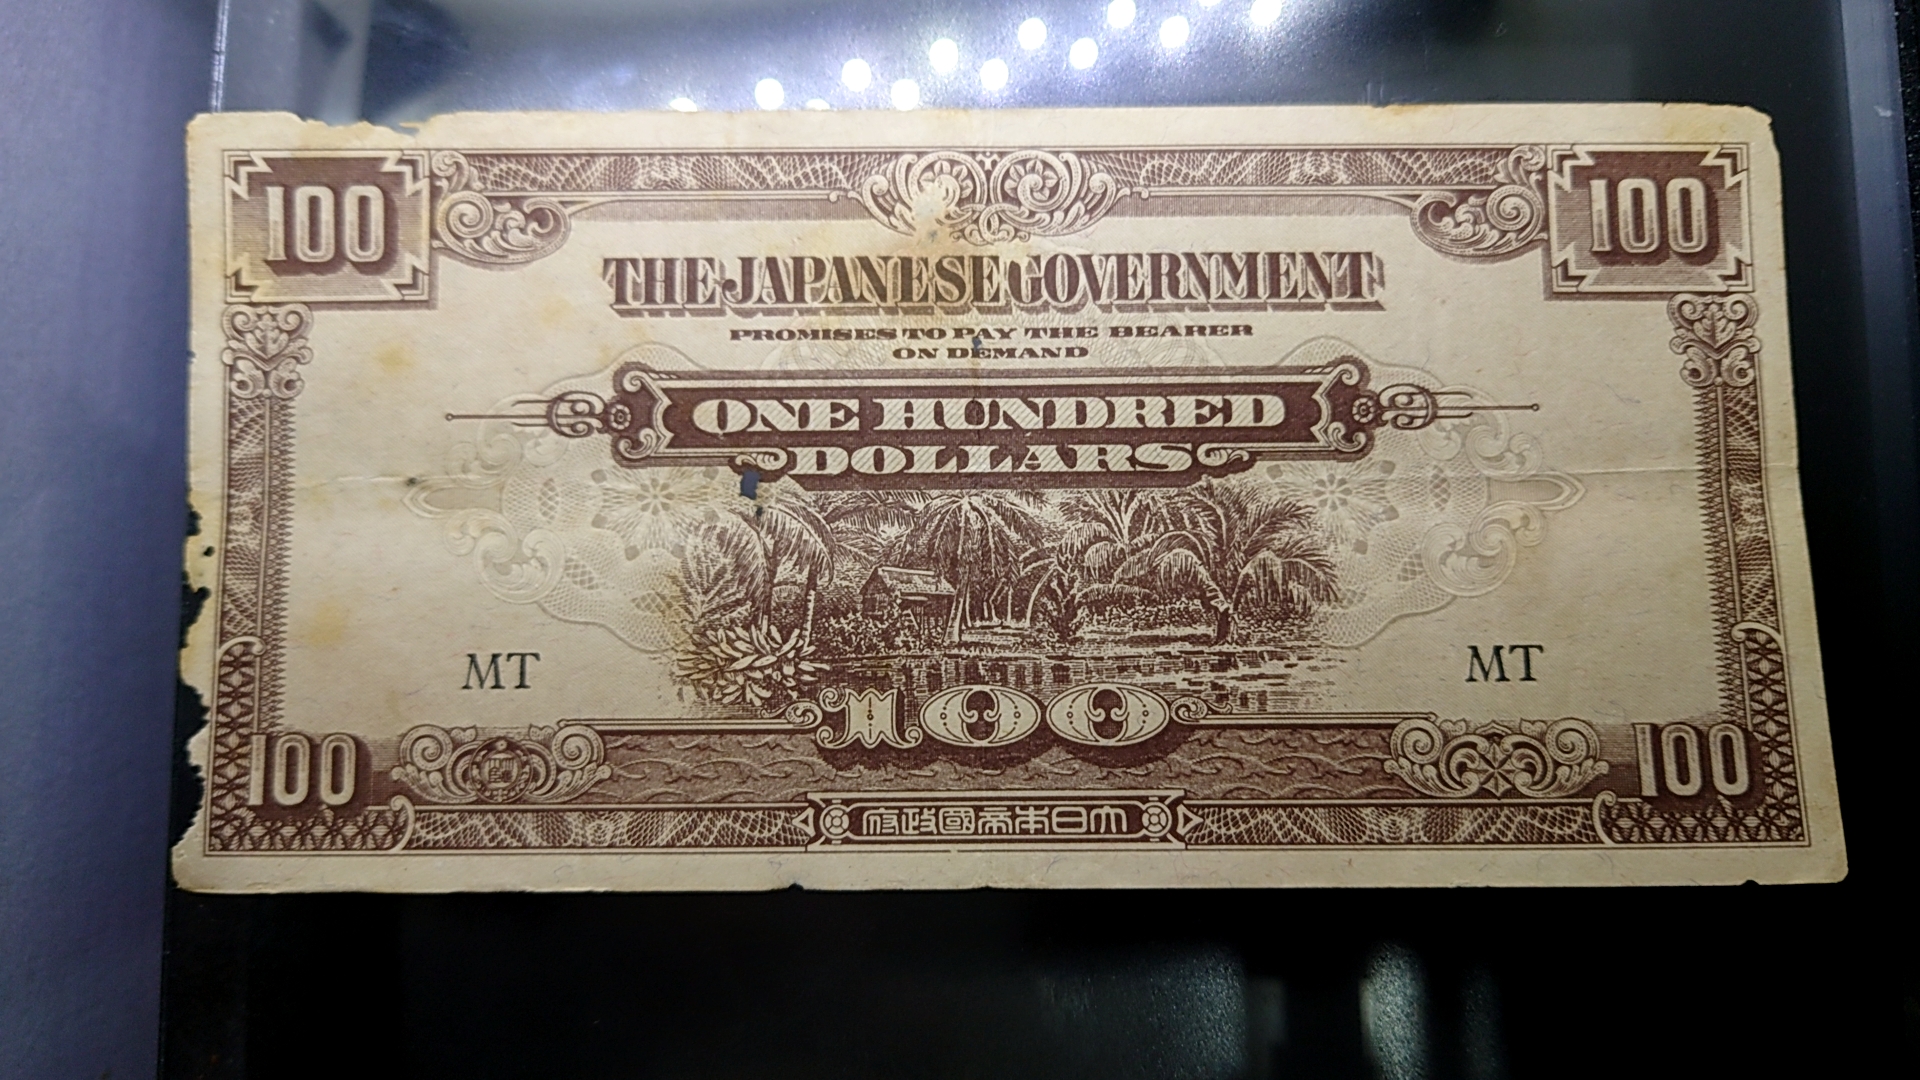 100 100
THE JAPANESE GOVERNMENT
PROMISES TO PAY THE BEARER
ON DEMAND
ONE HUNDRED
DOLLARS
MT MT
100
100 100
府政國帝本日大